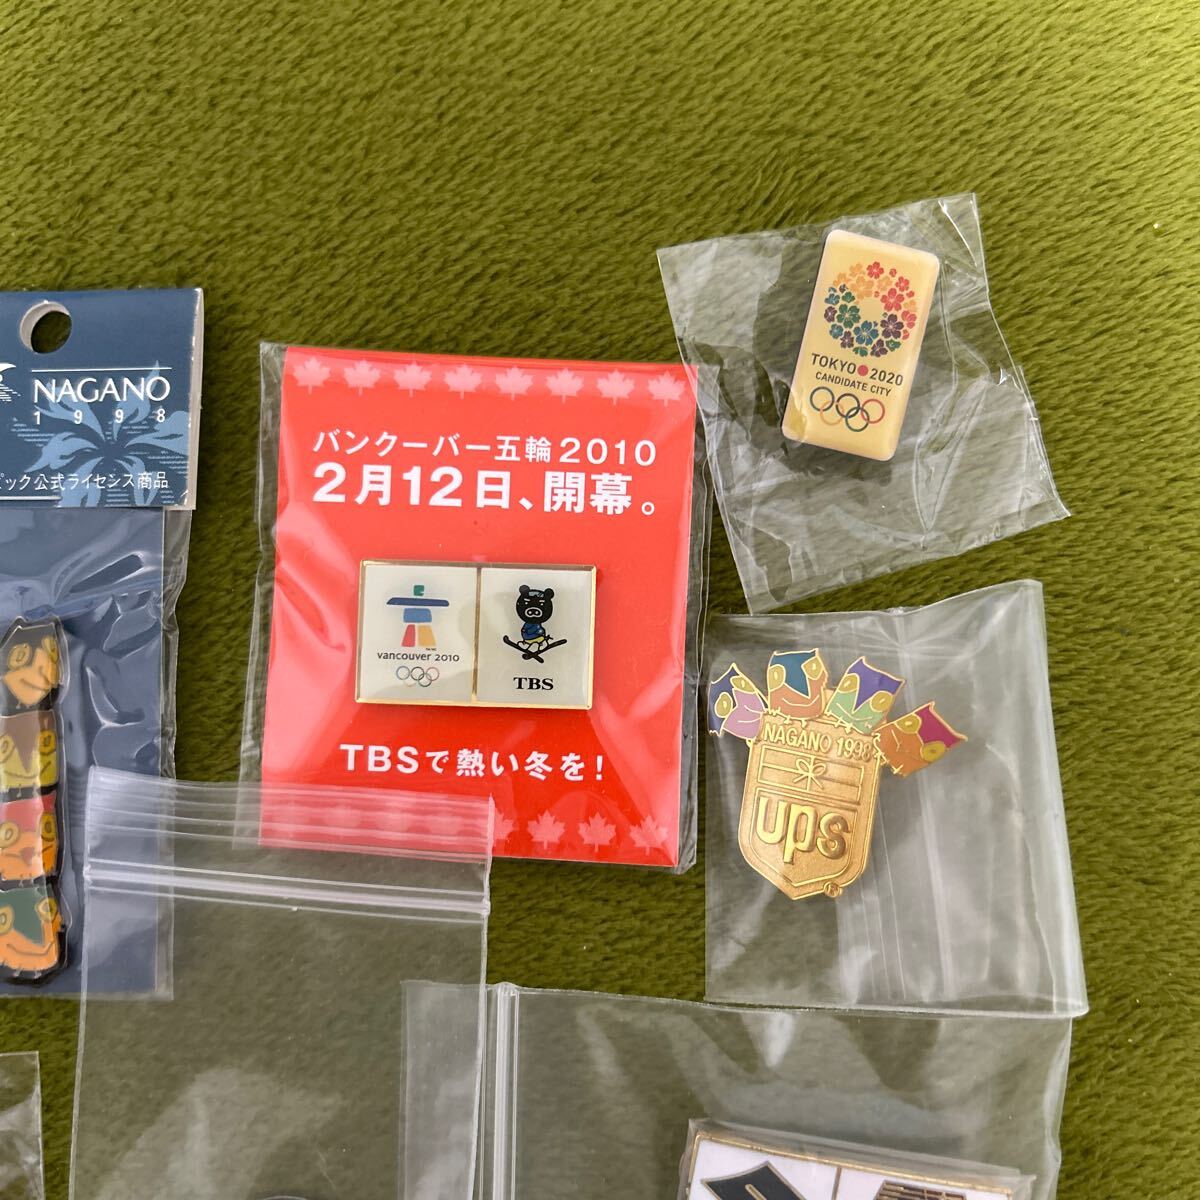 NAGANO
1998
ピック公式ライセンス商品
バンクーバー五輪2010
2月12日、開幕。
vancouver 2010
TBS
TBSで熱い冬を!
TOKYO 2020
CANDIDATE CITY
NAGANO 1998
ups
®